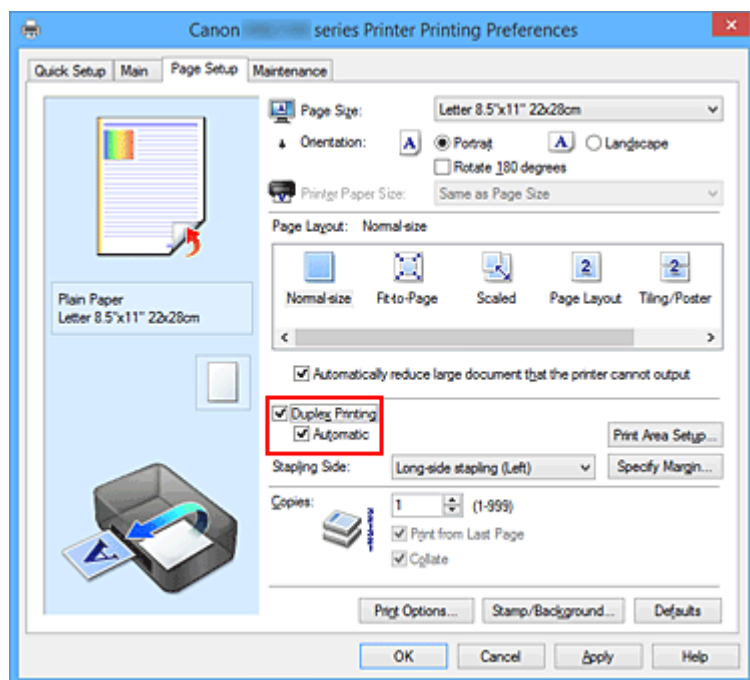 Canon series Printer Printing Preferences
Quick Setup Main Page Setup Maintenance
Page Size: Letter 8.5"x11" 22x28cm
Orientation: A Portrait A Landscape
Rotate 180 degrees
Printer Paper Size: Same as Page Size
Page Layout: Normal-size
2 2
Normal-size Fit-to-Page Scaled Page Layout Tiling/Poster
Plain Paper
Letter 8.5"x11" 22x28cm
Automatically reduce large document that the printer cannot output
Duplex Printing
Automatic
Print Area Setup...
Stapling Side: Long-side stapling (Left) Specify Margin...
Copies: 1 (1-999)
Print from Last Page
Collate
A
Print Options... Stamp/Background... Defaults
OK Cancel Apply Help